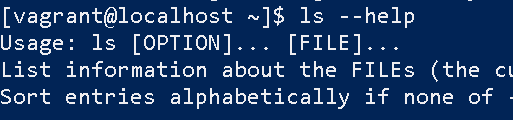 [vagrant@localhost ~]$ ls --help
Usage: ls [OPTION]... [FILE]...
List information about the FILEs (the
Sort entries alphabetically if none of